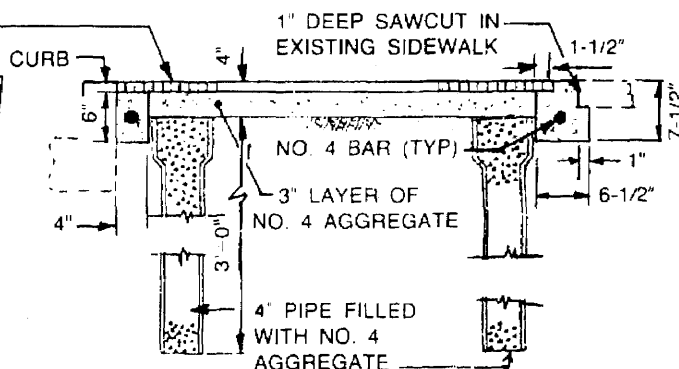 1" DEEP SAWCUT IN
EXISTING SIDEWALK
CURB
4"
1-1/2"
6"
7-1/2"
NO. 4 BAR (TYP)
1"
6-1/2"
3" LAYER OF
NO. 4 AGGREGATE
4"
3'-0"
4" PIPE FILLED
WITH NO. 4
AGGREGATE